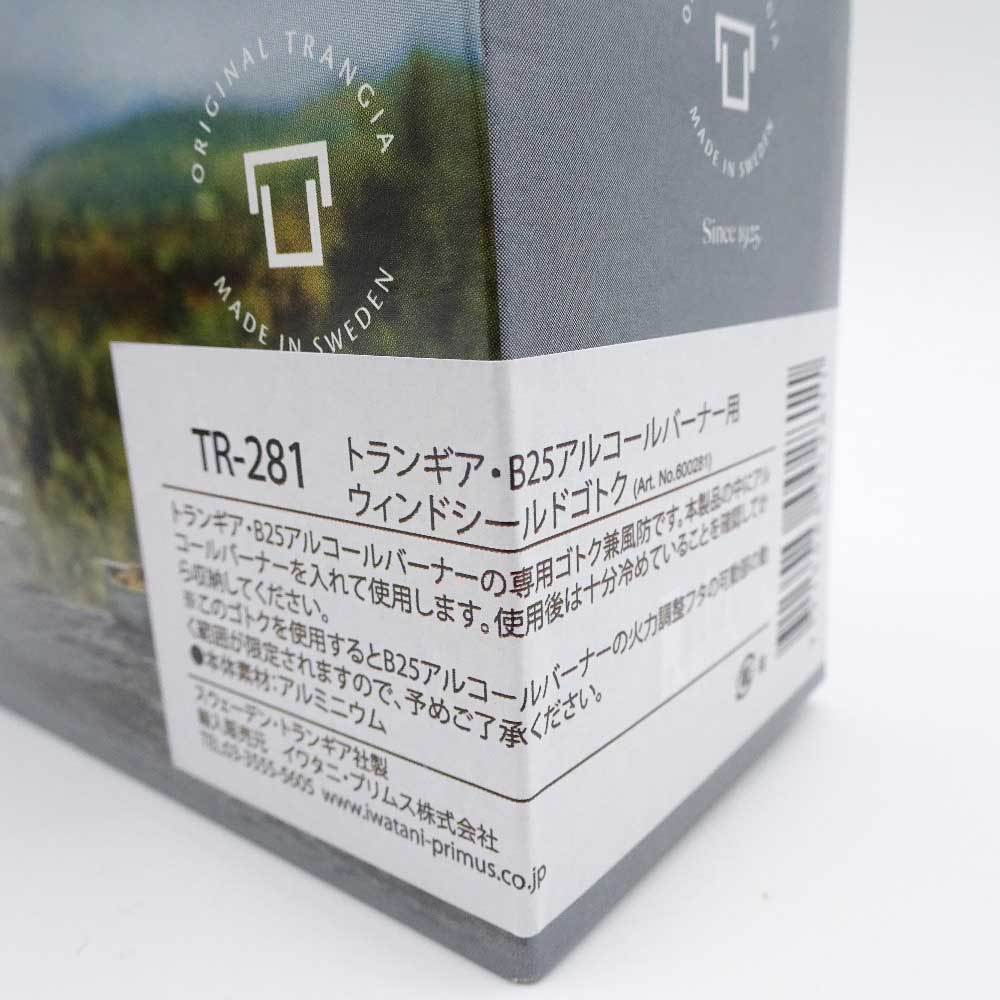 ORIGINAL TRANGIA
MADE IN SWEDEN
MADE IN SWEDEN
Since 1925
TR-281
トランギア・B25アルコールバーナー用
ウィンドシールドゴトク (Art. No.600281)
トランギア・B25アルコールバーナーの専用ゴトク兼風防です。本製品の中にアル
コールバーナーを入れて使用します。使用後は十分冷めていることを確認してか
ら収納してください。
※このゴトクを使用するとB25アルコールバーナーの火力調整フタの可動部の動
く範囲が限定されますので、予めご了承ください。
●本体素材：アルミニウム
スウェーデン・トランギア社製
輸入販売元 イワタニ・プリムス株式会社
TEL.03-3555-5605 www.iwatani-primus.co.jp